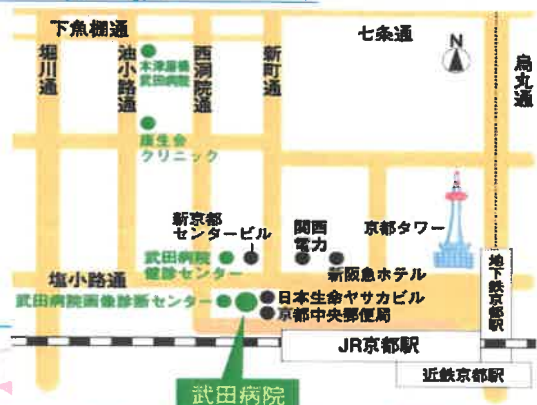 下魚棚通
七条通
N
堀川通
油小路通
西洞院通
新町通
烏丸通
木津屋橋
武田病院
康生会
クリニック
新京都
センタービル
関西
電力
京都タワー
武田病院
健診センター
新阪急ホテル
塩小路通
武田病院画像診断センター
日本生命ヤサカビル
京都中央郵便局
地下鉄京都駅
JR京都駅
近鉄京都駅
武田病院